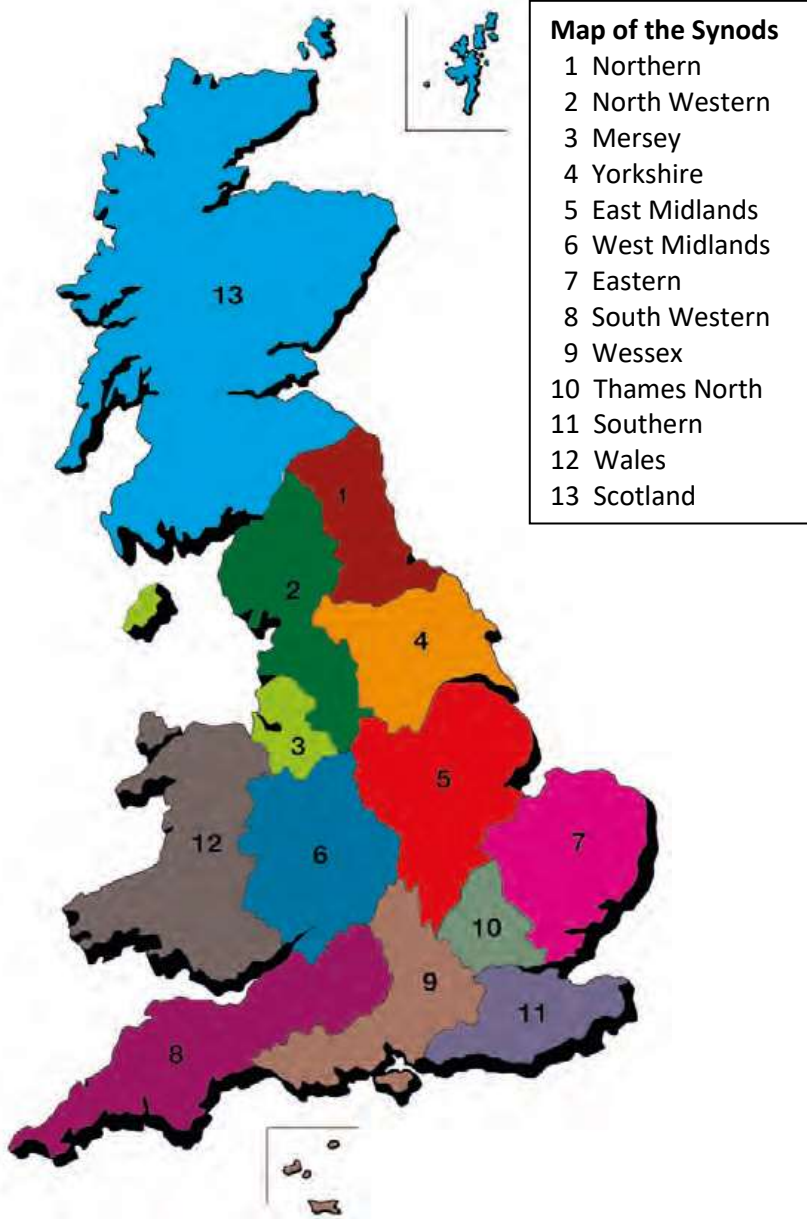 Map of the Synods
1 Northern
2 North Western
3 Mersey
4 Yorkshire
5 East Midlands
6 West Midlands
7 Eastern
8 South Western
9 Wessex
10 Thames North
11 Southern
12 Wales
13 Scotland
13
1
2
4
3
5
12
6
7
10
9
11
8